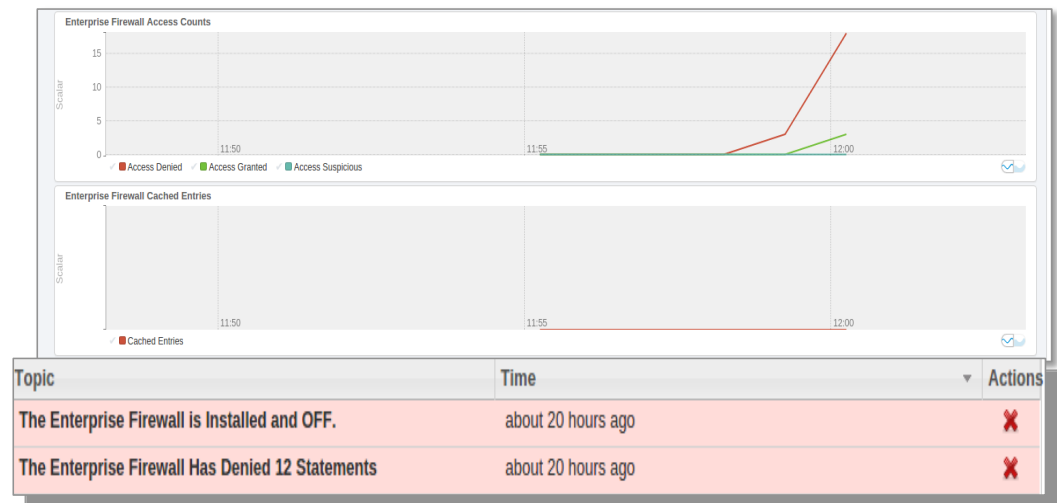 Enterprise Firewall Access Counts
15
10
5
0
Scalar
11:50 11:55 12:00
Access Denied Access Granted Access Suspicious
Enterprise Firewall Cached Entries
Scalar
11:50 11:55 12:00
Cached Entries
Topic Time Actions
The Enterprise Firewall is Installed and OFF. about 20 hours ago
The Enterprise Firewall Has Denied 12 Statements about 20 hours ago